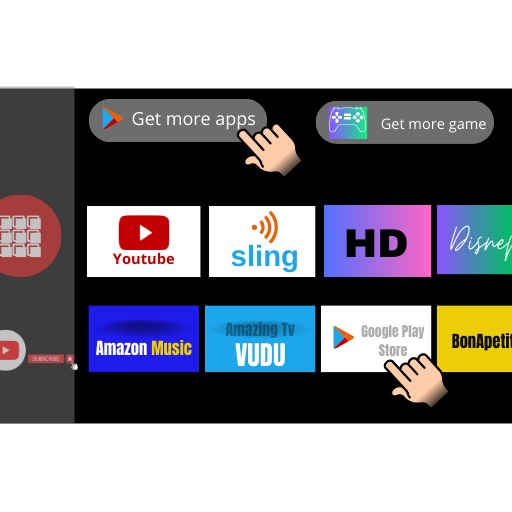 Get more apps
Get more game
Youtube
sling
HD
Disney
Amazon Music
Amazing Tv
VUDU
Google Play
Store
BonApetit
SUBSCRIBE